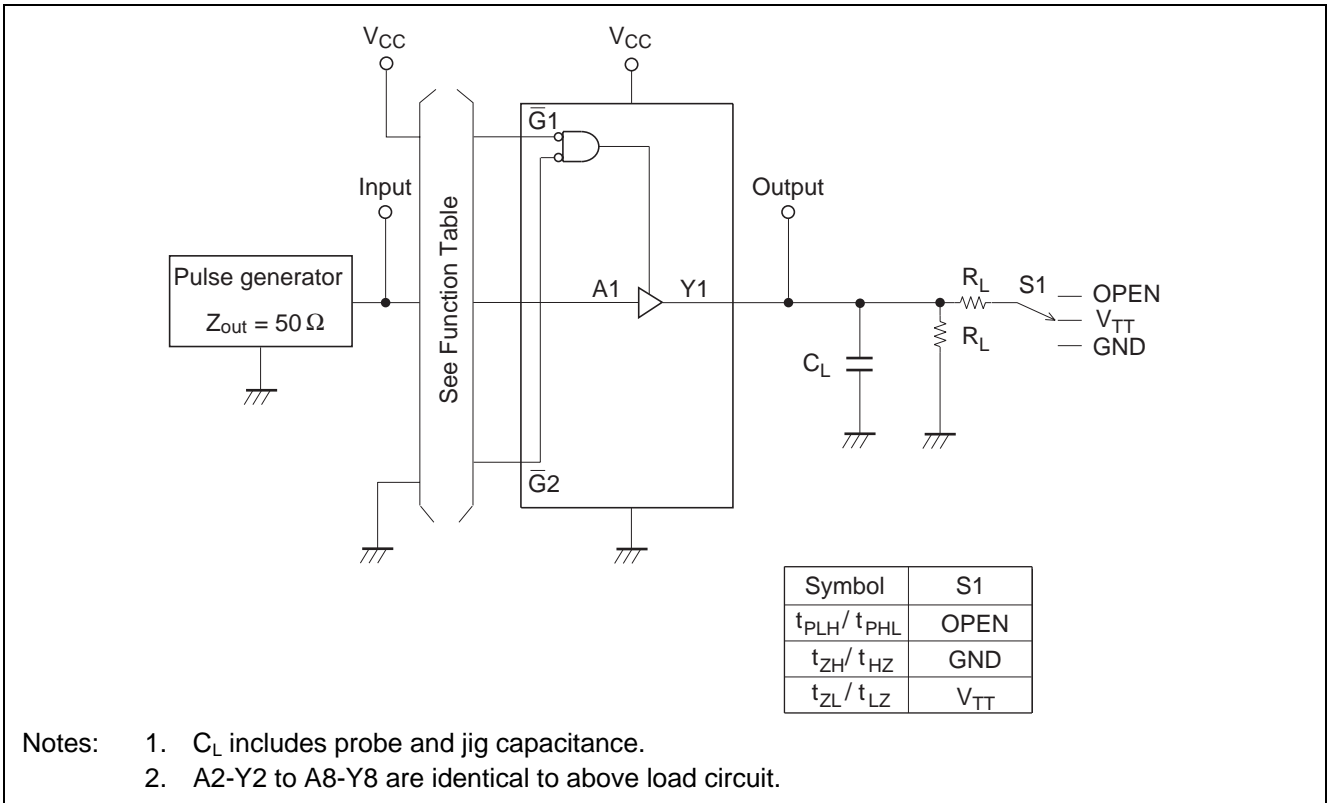 VCC
VCC
G̅1
Input
Output
See Function Table
Pulse generator
Zout = 50 Ω
A1
Y1
RL
S1
OPEN
VTT
GND
CL
RL
G̅2
Symbol S1
tPLH / tPHL OPEN
tZH / tHZ GND
tZL / tLZ VTT
Notes: 1. CL includes probe and jig capacitance.
2. A2-Y2 to A8-Y8 are identical to above load circuit.